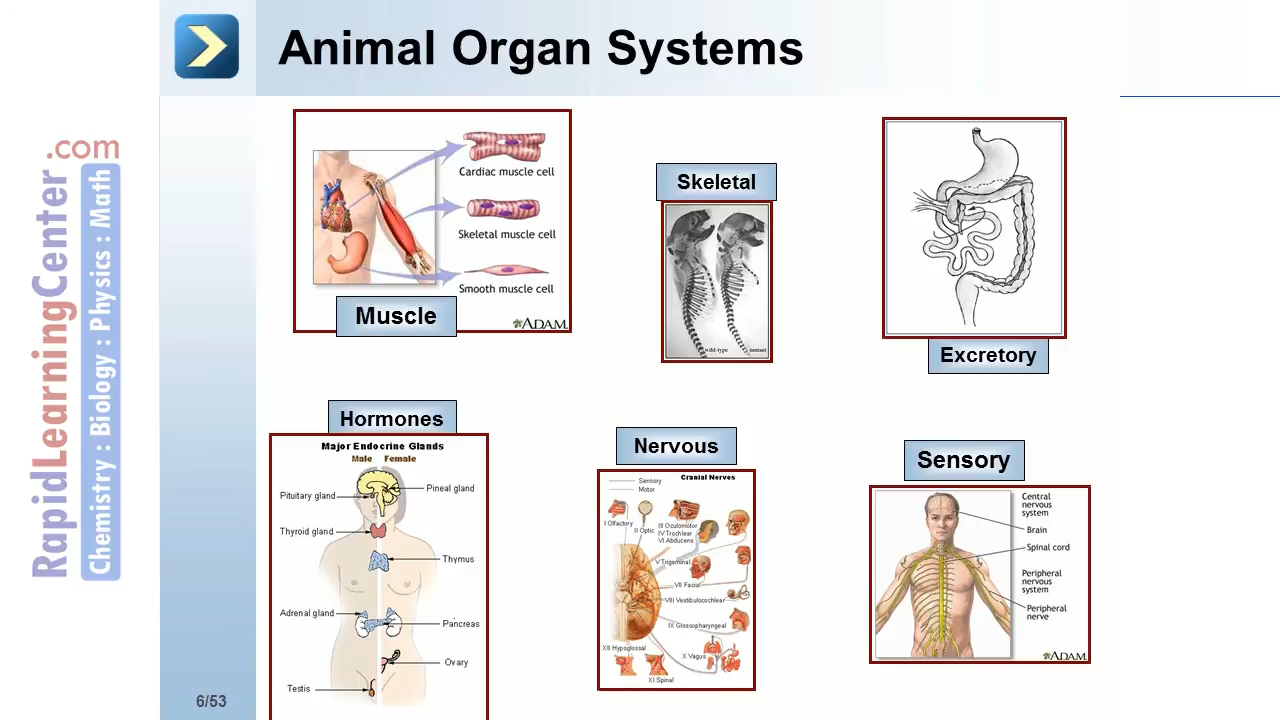 Animal Organ Systems
RapidLearningCenter.com
Chemistry : Biology : Physics : Math
Cardiac muscle cell
Skeletal muscle cell
Smooth muscle cell
Muscle
ADAM.
Skeletal
wild-type
mutant
Excretory
Hormones
Major Endocrine Glands
Male Female
Pituitary gland
Pineal gland
Thyroid gland
Thymus
Adrenal gland
Pancreas
Ovary
Testis
Nervous
Cranial Nerves
Sensory
Motor
I Olfactory
II Optic
III Oculomotor
IV Trochlear
VI Abducens
V Trigeminal
VII Facial
VIII Vestibulocochlear
IX Glossopharyngeal
XII Hypoglossal
X Vagus
XI Spinal
Sensory
Central
nervous
system
Brain
Spinal cord
Peripheral
nervous
system
Peripheral
nerve
ADAM.
6/53